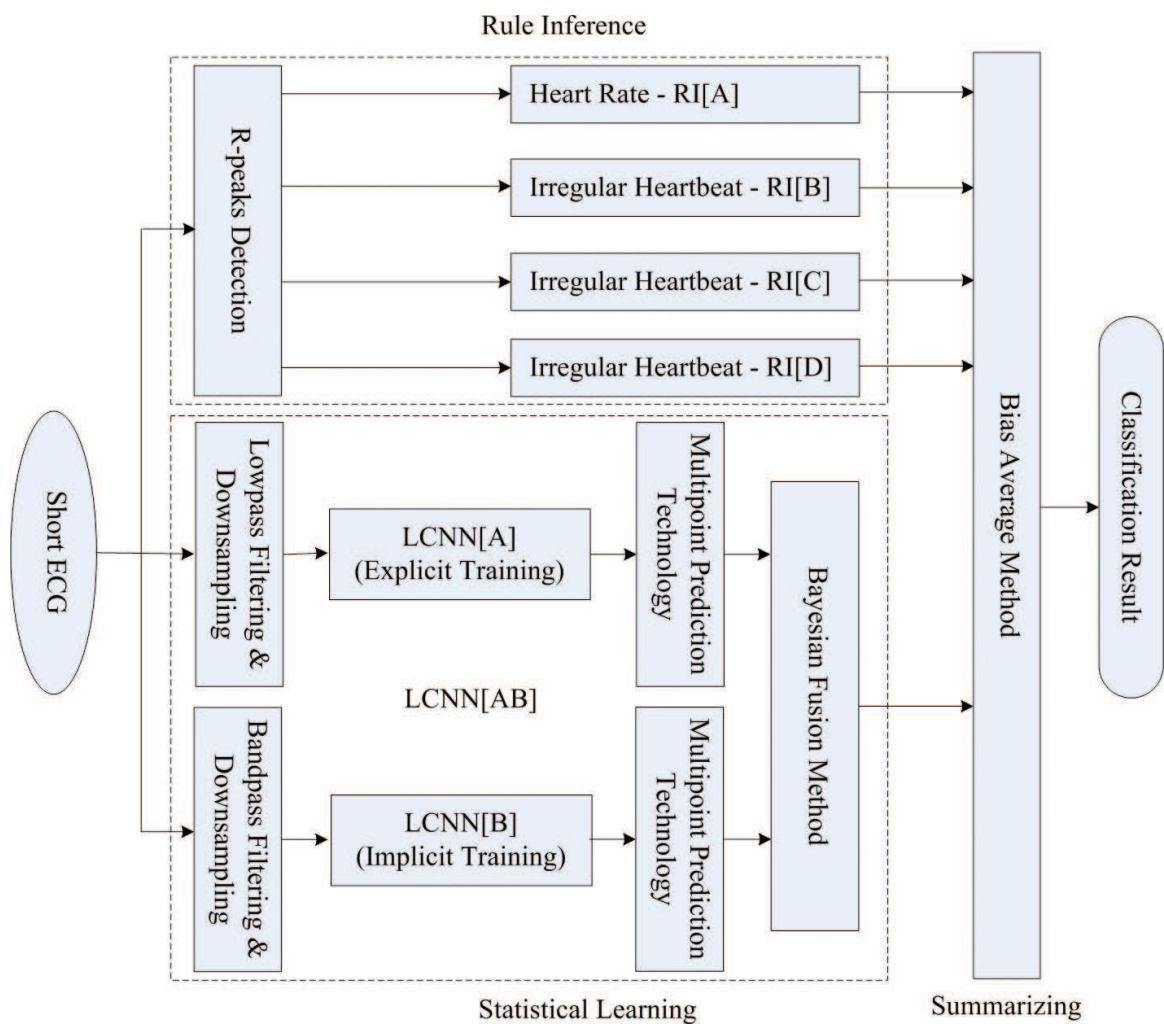 Rule Inference
R-peaks Detection
Heart Rate - RI[A]
Irregular Heartbeat - RI[B]
Irregular Heartbeat - RI[C]
Irregular Heartbeat - RI[D]
Short ECG
Lowpass Filtering &
Downsampling
LCNN[A]
(Explicit Training)
Multipoint Prediction
Technology
LCNN[AB]
Bandpass Filtering &
Downsampling
LCNN[B]
(Implicit Training)
Multipoint Prediction
Technology
Bayesian Fusion Method
Bias Average Method
Classification Result
Statistical Learning
Summarizing